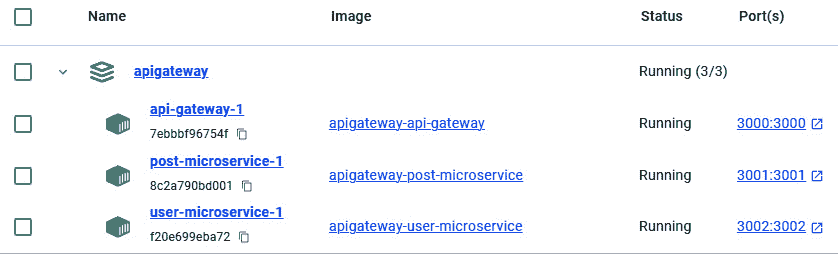 Name Image Status Port(s)
apigateway Running (3/3)
api-gateway-1
7ebbbf96754f apigateway-api-gateway Running 3000:3000
post-microservice-1
8c2a790bd001 apigateway-post-microservice Running 3001:3001
user-microservice-1
f20e699eba72 apigateway-user-microservice Running 3002:3002